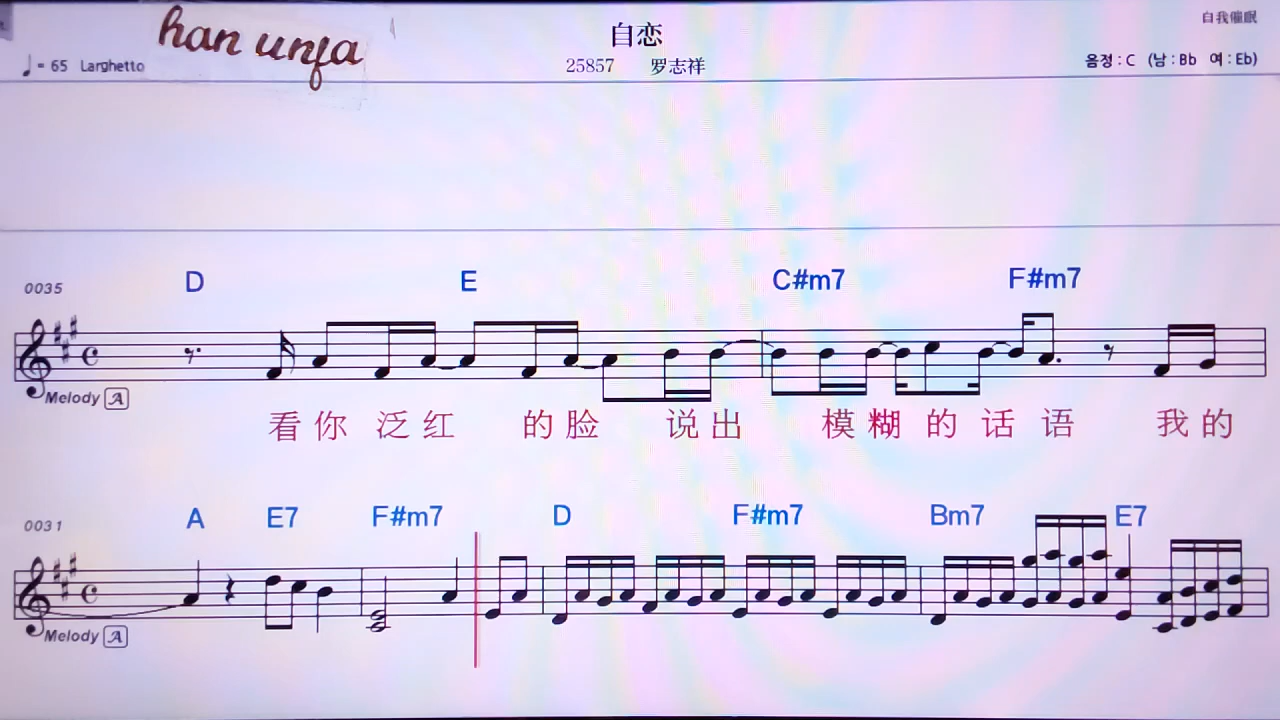 han unfa
自恋
自我催眠
♩= 65 Larghetto
25857 罗志祥
음정 : C (남 : Bb 여 : Eb)
D E C#m7 F#m7
0035
Melody A
看你 泛红 的脸 说出 模糊的话语 我的
A E7 F#m7 D F#m7 Bm7 E7
0031
Melody A